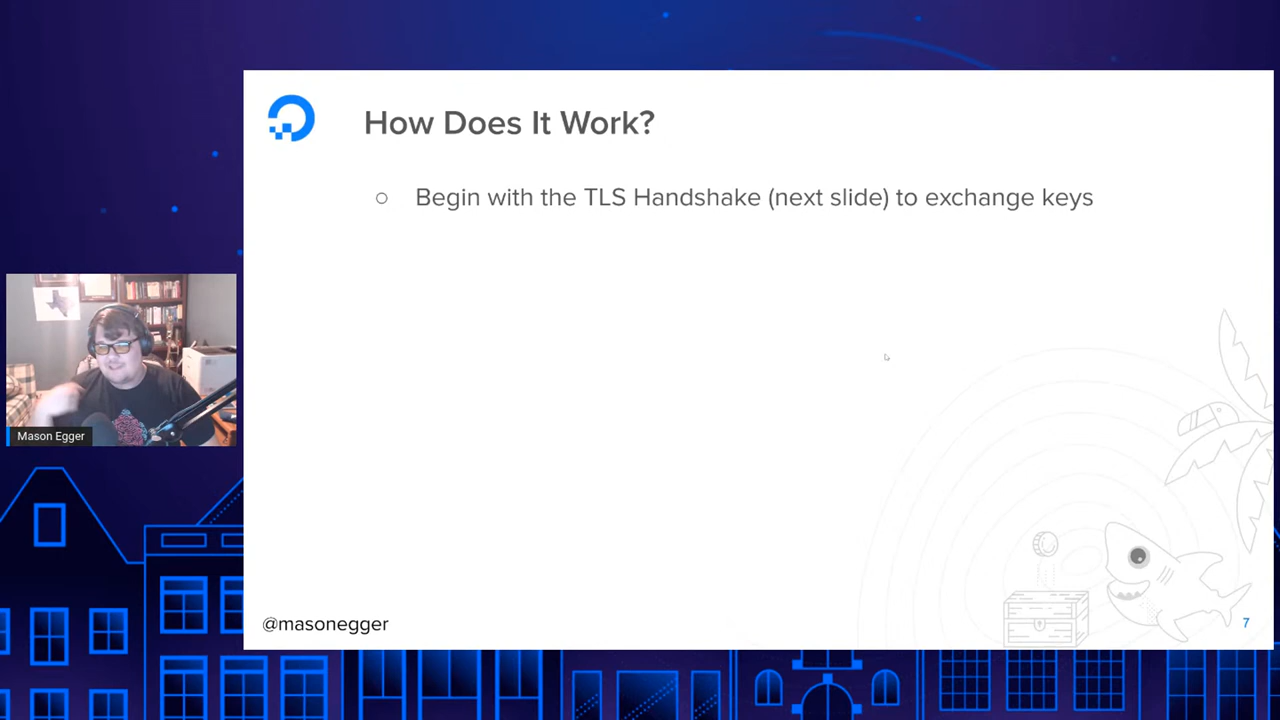 How Does It Work?
○ Begin with the TLS Handshake (next slide) to exchange keys
Mason Egger
@masonegger
7